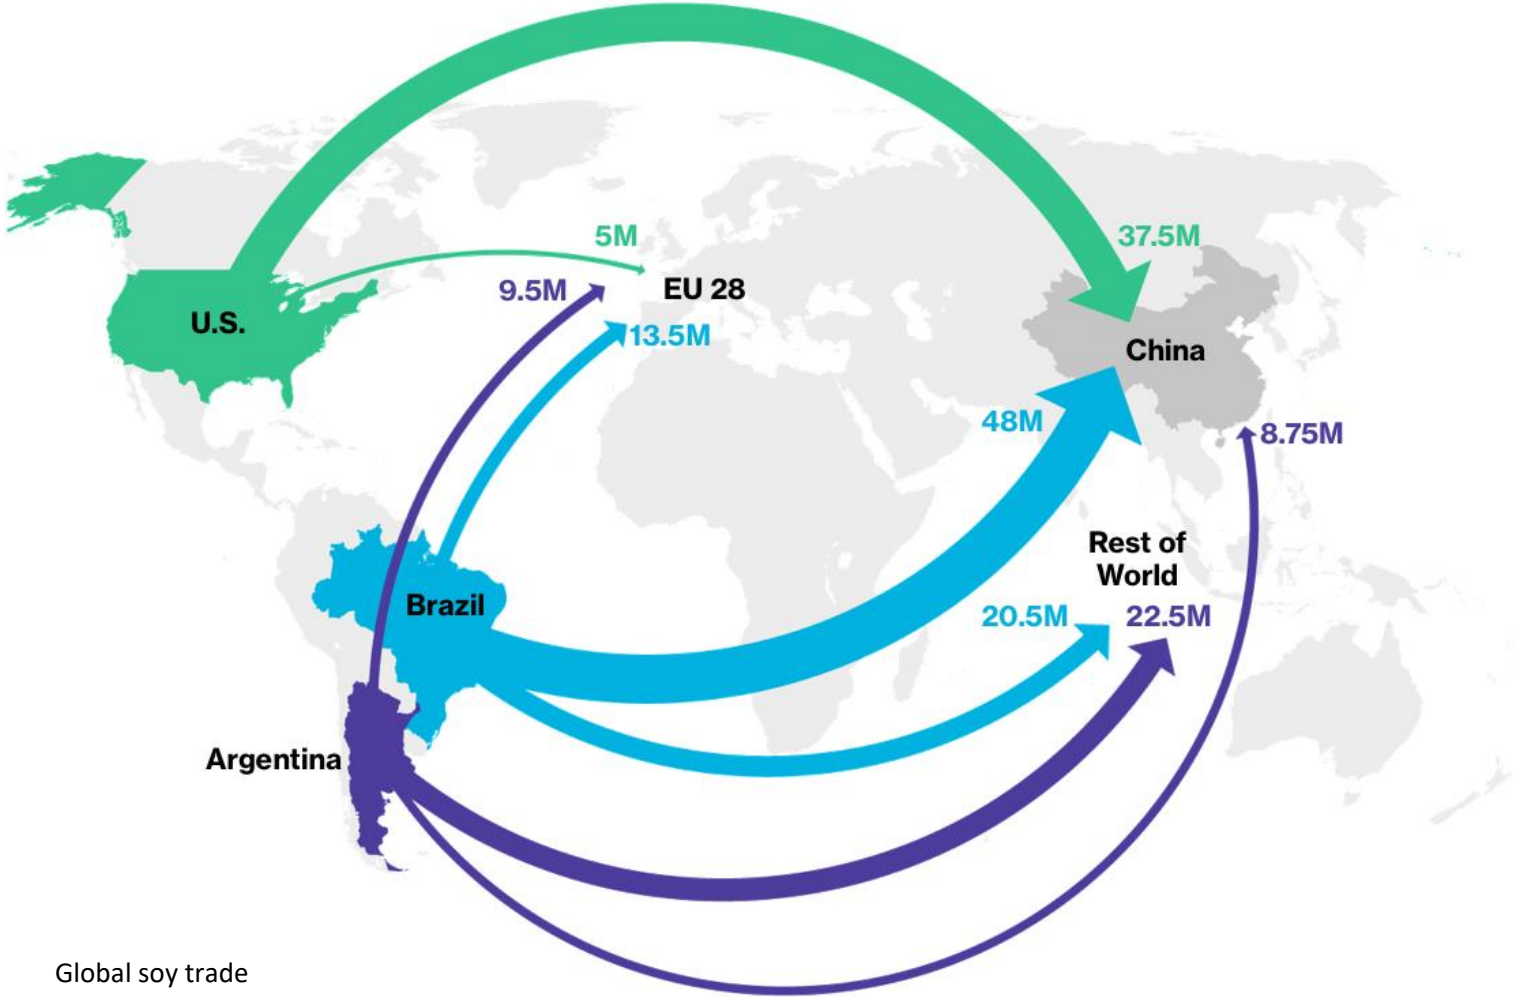 5M
37.5M
9.5M
EU 28
U.S.
13.5M
China
48M
8.75M
Rest of
World
Brazil
20.5M
22.5M
Argentina
Global soy trade